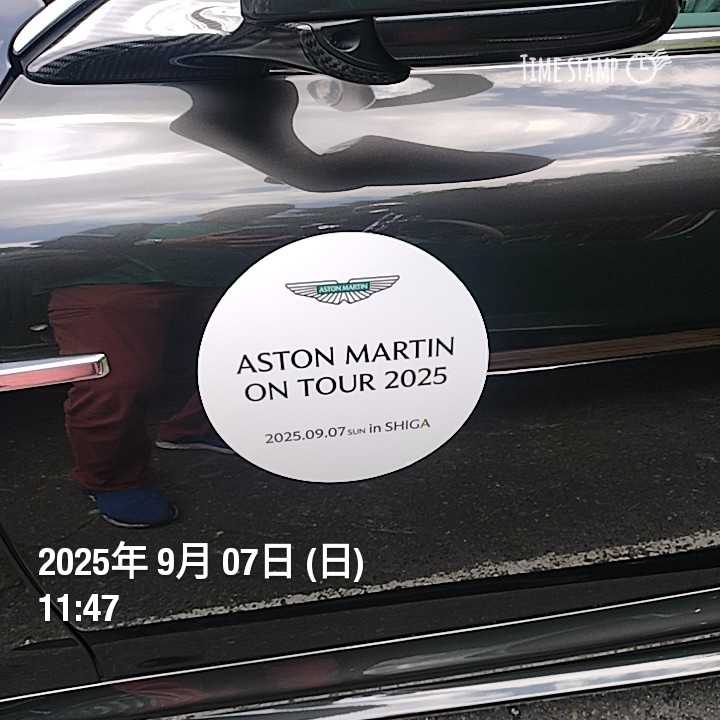 TIME STAMP
ASTON MARTIN
ASTON MARTIN
ON TOUR 2025
2025.09.07 SUN in SHIGA
2025年 9月 07日 (日)
11:47